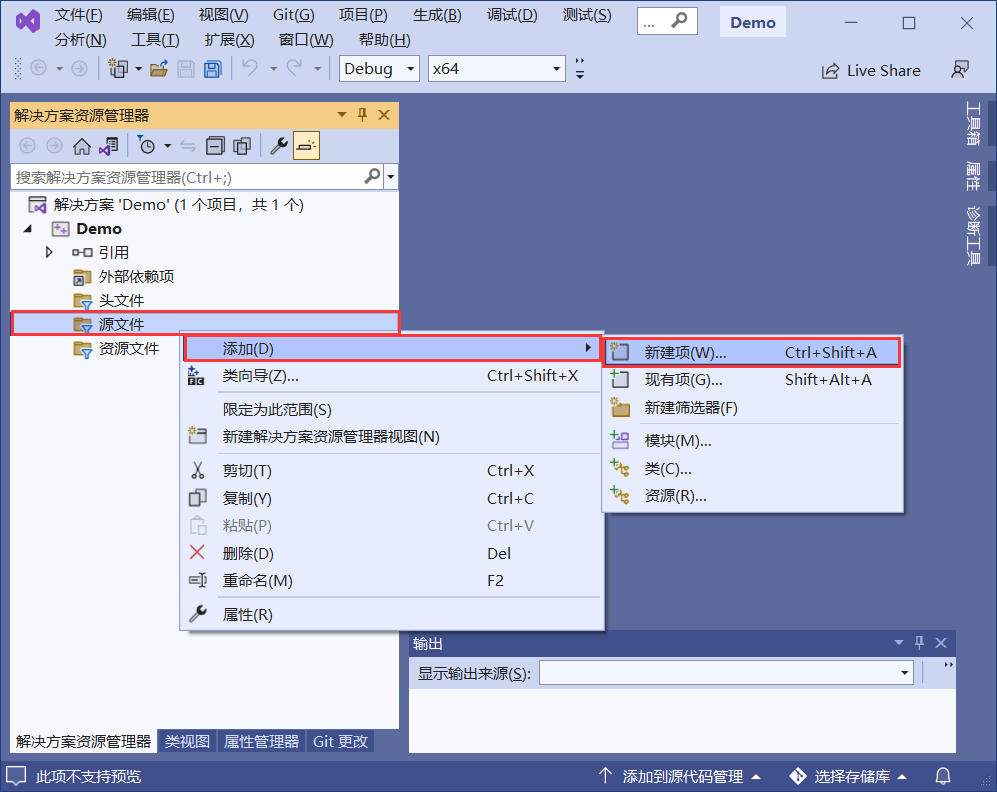 文件(F) 编辑(E) 视图(V) Git(G) 项目(P) 生成(B) 调试(D) 测试(S) ... Demo
分析(N) 工具(T) 扩展(X) 窗口(W) 帮助(H)
Debug x64 Live Share
解决方案资源管理器
搜索解决方案资源管理器(Ctrl+;)
解决方案 'Demo' (1 个项目，共 1 个)
Demo
引用
外部依赖项
头文件
源文件
资源文件
添加(D)
类向导(Z)... Ctrl+Shift+X
限定为此范围(S)
新建解决方案资源管理器视图(N)
剪切(T) Ctrl+X
复制(Y) Ctrl+C
粘贴(P) Ctrl+V
删除(D) Del
重命名(M) F2
属性(R)
新建项(W)... Ctrl+Shift+A
现有项(G)... Shift+Alt+A
新建筛选器(F)
模块(M)...
类(C)...
资源(R)...
工具箱
属性
诊断工具
输出
显示输出来源(S):
解决方案资源管理器 类视图 属性管理器 Git 更改
此项不支持预览 添加到源代码管理 选择存储库